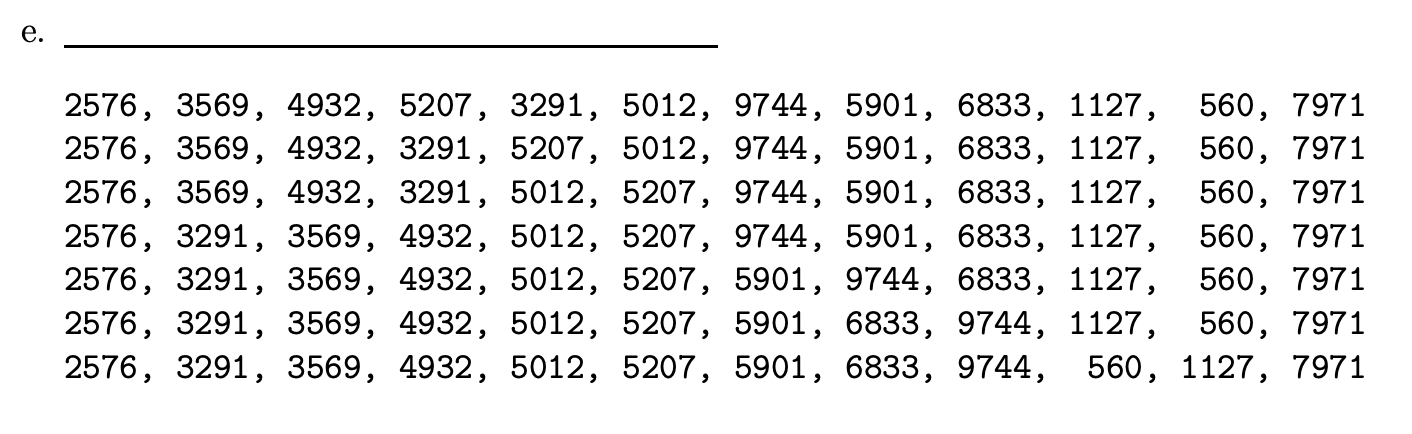 e.
2576, 3569, 4932, 5207, 3291, 5012, 9744, 5901, 6833, 1127, 560, 7971
2576, 3569, 4932, 3291, 5207, 5012, 9744, 5901, 6833, 1127, 560, 7971
2576, 3569, 4932, 3291, 5012, 5207, 9744, 5901, 6833, 1127, 560, 7971
2576, 3291, 3569, 4932, 5012, 5207, 9744, 5901, 6833, 1127, 560, 7971
2576, 3291, 3569, 4932, 5012, 5207, 5901, 9744, 6833, 1127, 560, 7971
2576, 3291, 3569, 4932, 5012, 5207, 5901, 6833, 9744, 1127, 560, 7971
2576, 3291, 3569, 4932, 5012, 5207, 5901, 6833, 9744, 560, 1127, 7971